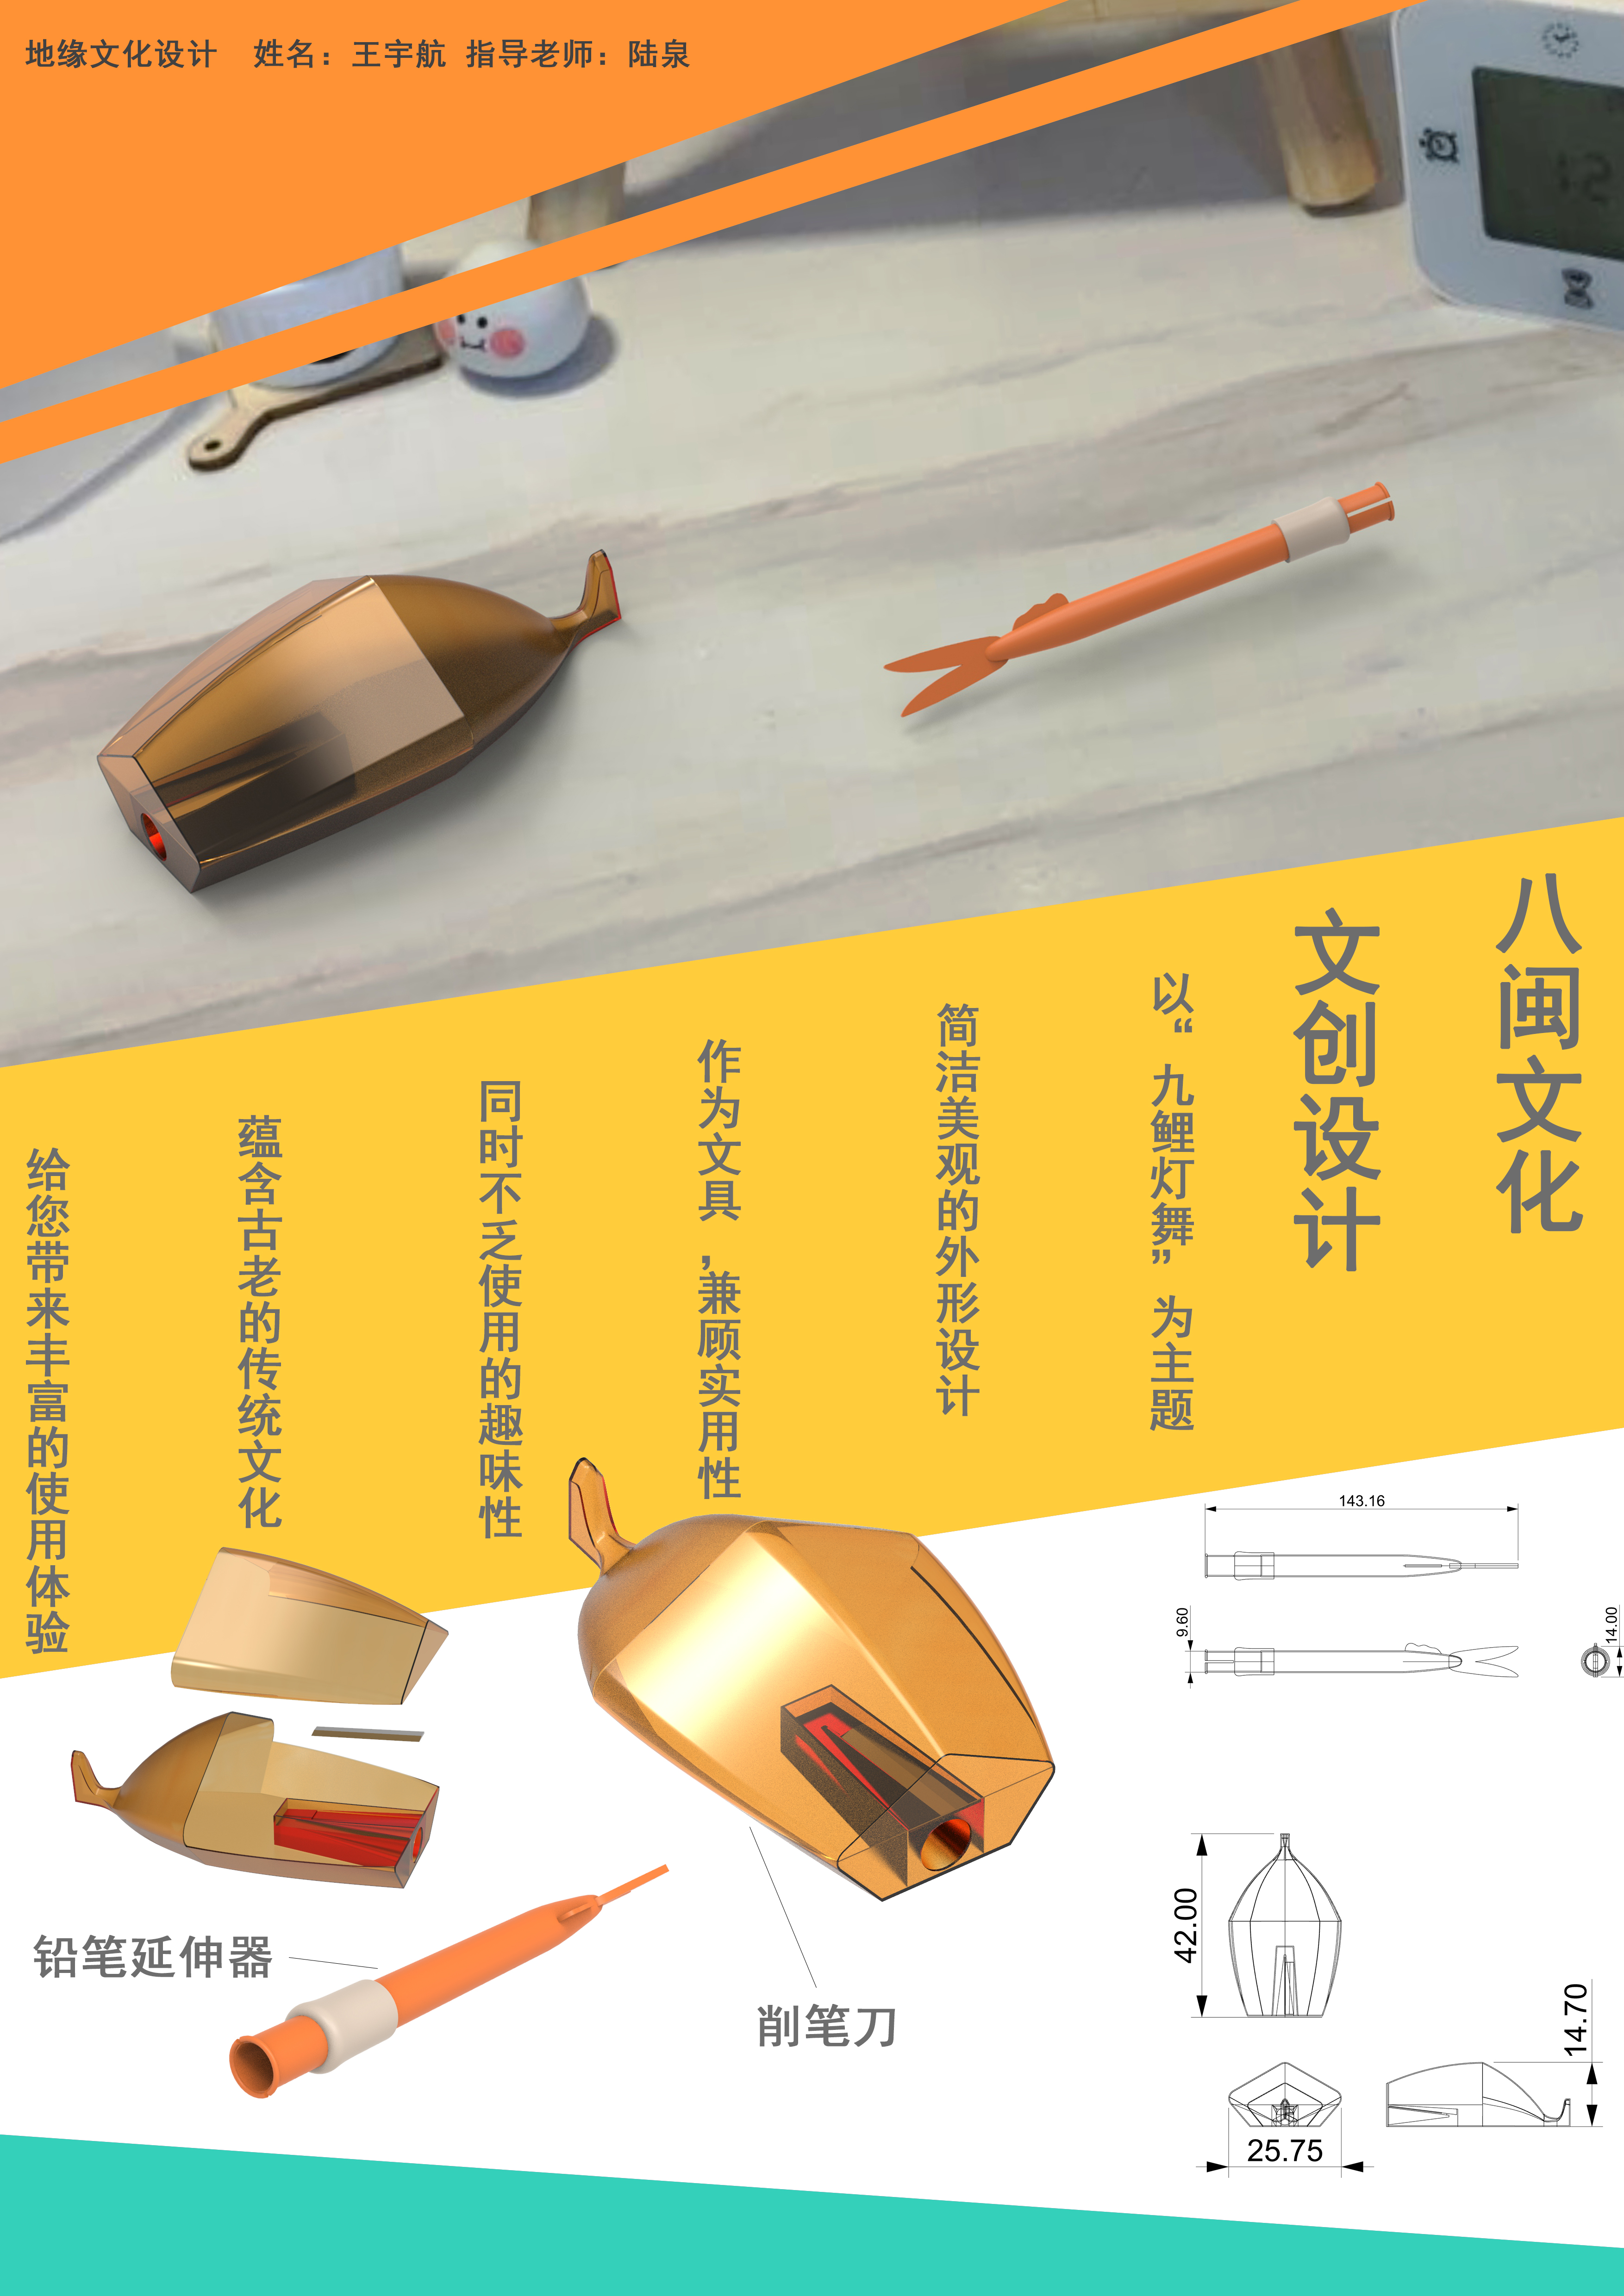 地缘文化设计 姓名：王宇航 指导老师：陆泉
八闽文化
文创设计
以“九鲤灯舞”为主题
简洁美观的外形设计
作为文具，兼顾实用性
同时不乏使用的趣味性
蕴含古老的传统文化
给您带来丰富的使用体验
143.16
9.60
14.00
铅笔延伸器
削笔刀
42.00
14.70
25.75